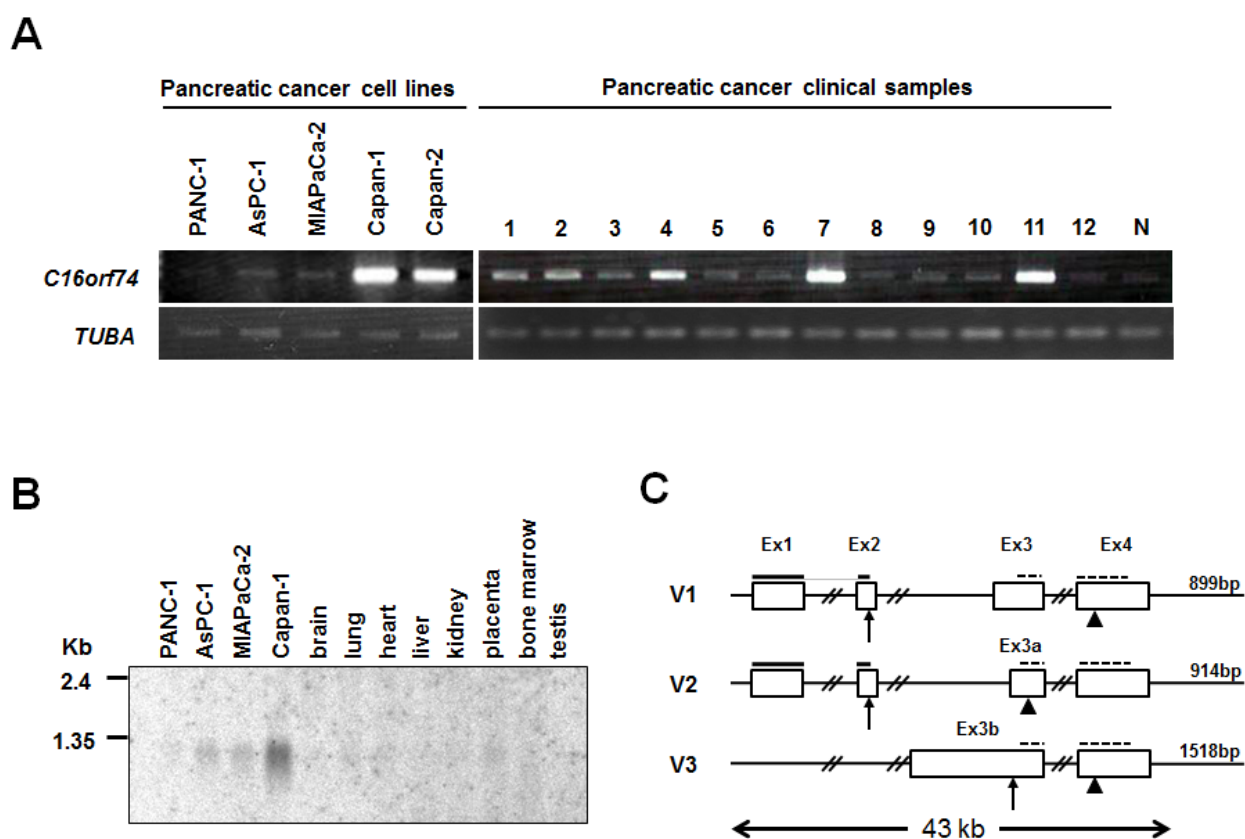 A
Pancreatic cancer cell lines
Pancreatic cancer clinical samples
PANC-1
AsPC-1
MIAPaCa-2
Capan-1
Capan-2
1 2 3 4 5 6 7 8 9 10 11 12 N
C16orf74
TUBA
B
PANC-1
AsPC-1
MIAPaCa-2
Capan-1
brain
lung
heart
liver
kidney
placenta
bone marrow
testis
Kb
2.4
1.35
C
Ex1 Ex2 Ex3 Ex4
V1 899bp
Ex3a
V2 914bp
Ex3b
V3 1518bp
43 kb